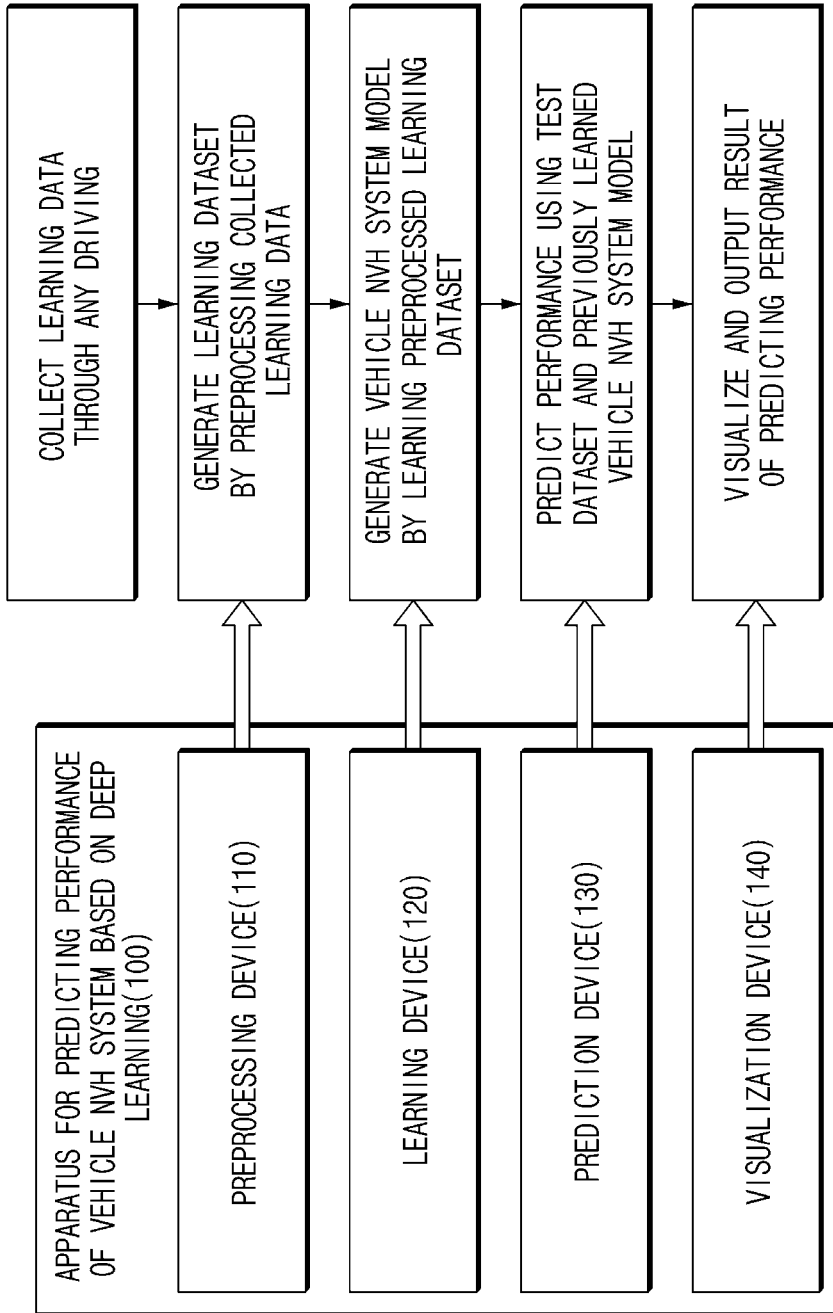 APPARATUS FOR PREDICTING PERFORMANCE
OF VEHICLE NVH SYSTEM BASED ON DEEP
LEARNING(100)
PREPROCESSING DEVICE(110)
LEARNING DEVICE(120)
PREDICTION DEVICE(130)
VISUALIZATION DEVICE(140)
COLLECT LEARNING DATA
THROUGH ANY DRIVING
GENERATE LEARNING DATASET
BY PREPROCESSING COLLECTED
LEARNING DATA
GENERATE VEHICLE NVH SYSTEM MODEL
BY LEARNING PREPROCESSED LEARNING
DATASET
PREDICT PERFORMANCE USING TEST
DATASET AND PREVIOUSLY LEARNED
VEHICLE NVH SYSTEM MODEL
VISUALIZE AND OUTPUT RESULT
OF PREDICTING PERFORMANCE